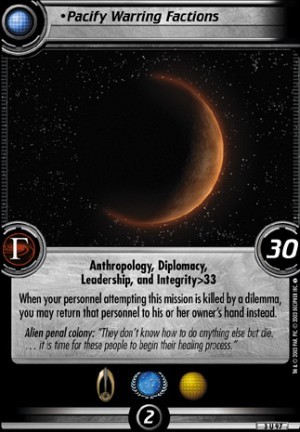 •Pacify Warring Factions
Γ
30
Anthropology, Diplomacy,
Leadership, and Integrity>33
When your personnel attempting this mission is killed by a dilemma,
you may return that personnel to his or her owner's hand instead.
Alien penal colony: "They don't know how to do anything else but die.
. . . it is time for these people to begin their healing process."
2
3 U 97